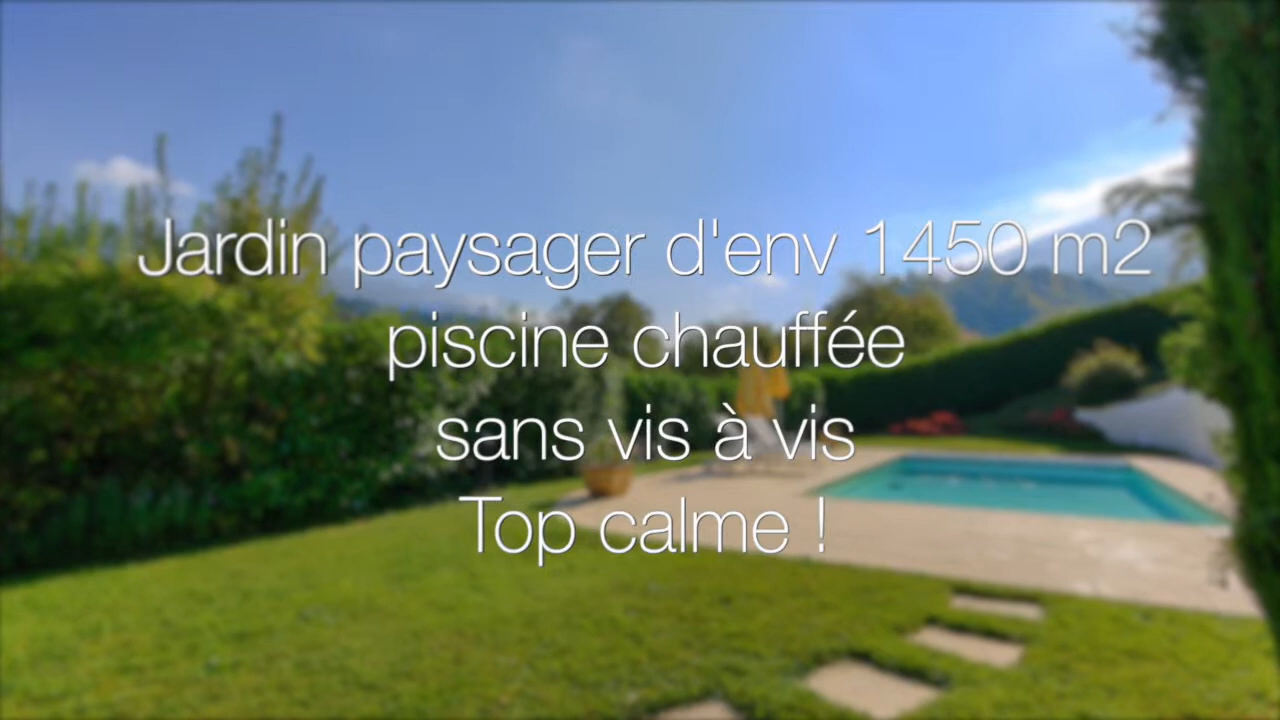 Jardin paysager d'env 1450 m2
piscine chauffée
sans vis à vis
Top calme !